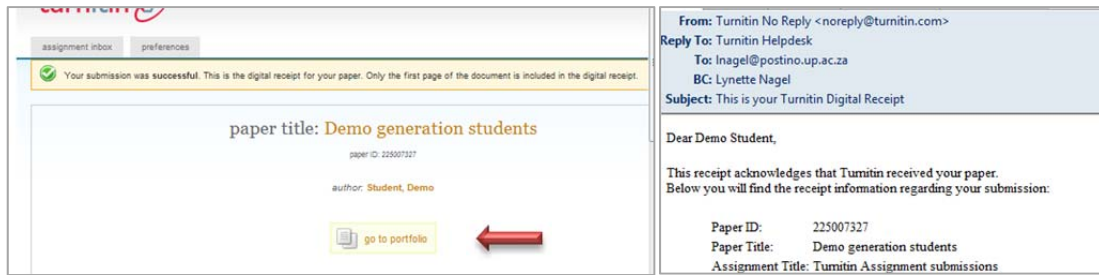 turnitin
assignment inbox
preferences
Your submission was successful. This is the digital receipt for your paper. Only the first page of the document is included in the digital receipt.
paper title: Demo generation students
paper ID: 225007327
author: Student, Demo
go to portfolio
From: Turnitin No Reply <noreply@turnitin.com>
Reply To: Turnitin Helpdesk
To: lnagel@postino.up.ac.za
BC: Lynette Nagel
Subject: This is your Turnitin Digital Receipt
Dear Demo Student,
This receipt acknowledges that Turnitin received your paper.
Below you will find the receipt information regarding your submission:
Paper ID: 225007327
Paper Title: Demo generation students
Assignment Title: Turnitin Assignment submissions